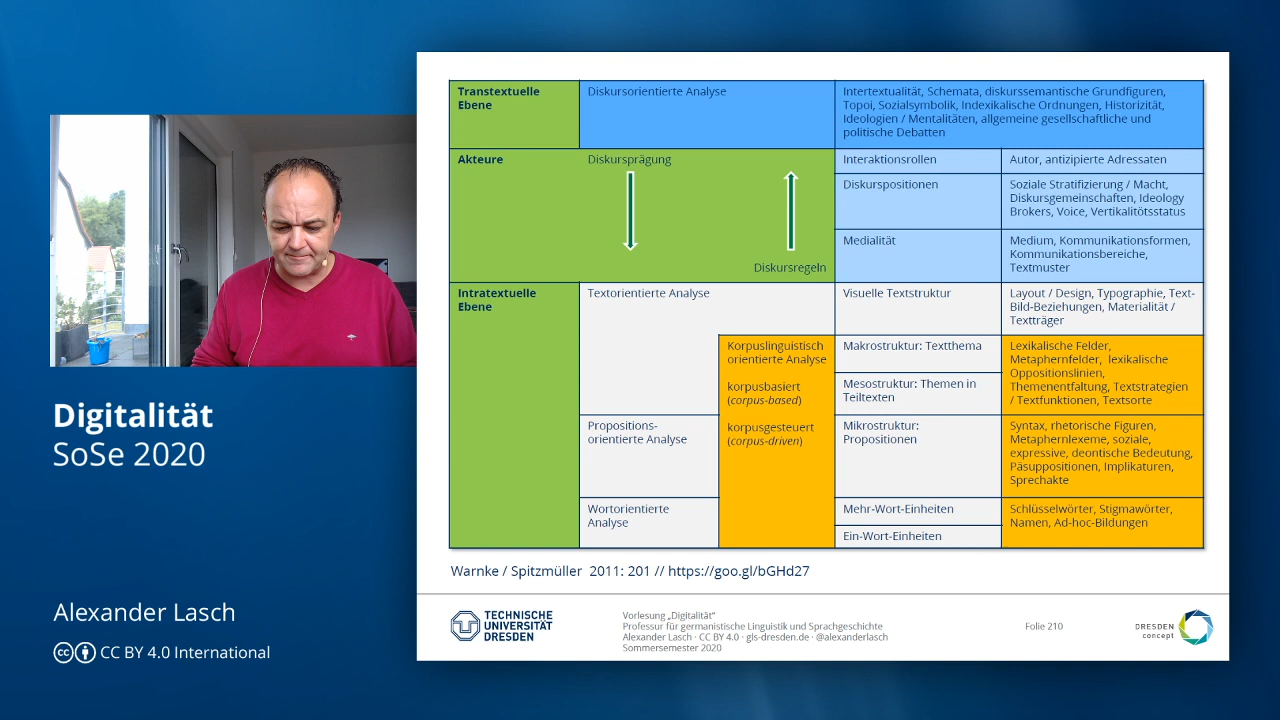 Transtextuelle
Ebene
Diskursorientierte Analyse
Intertextualität, Schemata, diskurssemantische Grundfiguren,
Topoi, Sozialsymbolik, Indexikalische Ordnungen, Historizität,
Ideologien / Mentalitäten, allgemeine gesellschaftliche und
politische Debatten
Akteure
Diskursprägung
Diskursregeln
Interaktionsrollen
Autor, antizipierte Adressaten
Diskurspositionen
Soziale Stratifizierung / Macht,
Diskursgemeinschaften, Ideology
Brokers, Voice, Vertikalitötsstatus
Medialität
Medium, Kommunikationsformen,
Kommunikationsbereiche,
Textmuster
Intratextuelle
Ebene
Textorientierte Analyse
Visuelle Textstruktur
Layout / Design, Typographie, Text-
Bild-Beziehungen, Materialität /
Textträger
Korpuslinguistisch
orientierte Analyse
korpusbasiert
(corpus-based)
korpusgesteuert
(corpus-driven)
Makrostruktur: Textthema
Mesostruktur: Themen in
Teiltexten
Lexikalische Felder,
Metaphernfelder, lexikalische
Oppositionslinien,
Themenentfaltung, Textstrategien
/ Textfunktionen, Textsorte
Propositions-
orientierte Analyse
Mikrostruktur:
Propositionen
Syntax, rhetorische Figuren,
Metaphernlexeme, soziale,
expressive, deontische Bedeutung,
Päsuppositionen, Implikaturen,
Sprechakte
Wortorientierte
Analyse
Mehr-Wort-Einheiten
Ein-Wort-Einheiten
Schlüsselwörter, Stigmawörter,
Namen, Ad-hoc-Bildungen
Warnke / Spitzmüller 2011: 201 // https://goo.gl/bGHd27
Digitalität
SoSe 2020
Alexander Lasch
CC BY 4.0 International
TECHNISCHE
UNIVERSITÄT
DRESDEN
Vorlesung „Digitalität“
Professur für germanistische Linguistik und Sprachgeschichte
Alexander Lasch · CC BY 4.0 · gls-dresden.de · @alexanderlasch
Sommersemester 2020
Folie 210
DRESDEN
concept